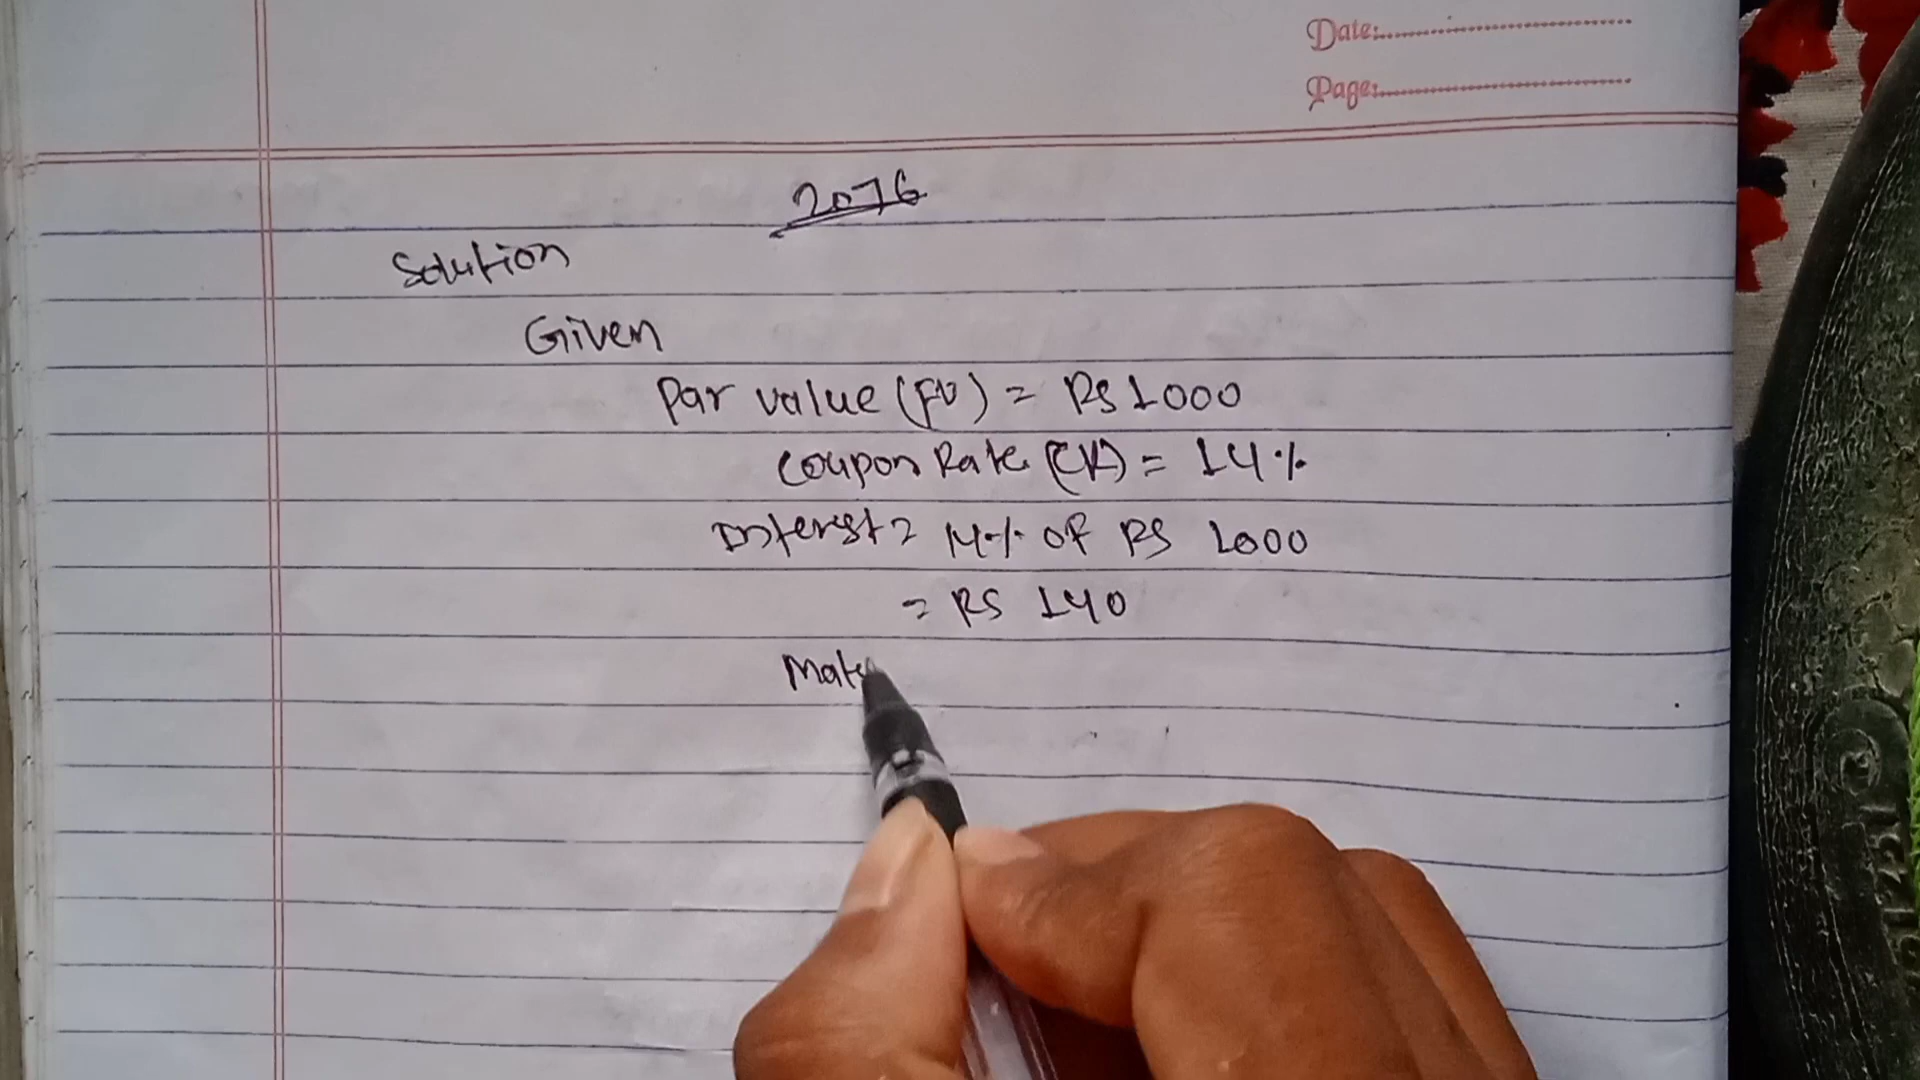 Date:
Page:
2076
Solution
Given
Par value (FV) = RS 1000
Coupon Rate (CR) = 14%
Interest = 14% OF RS 1000
= RS 140
Mat